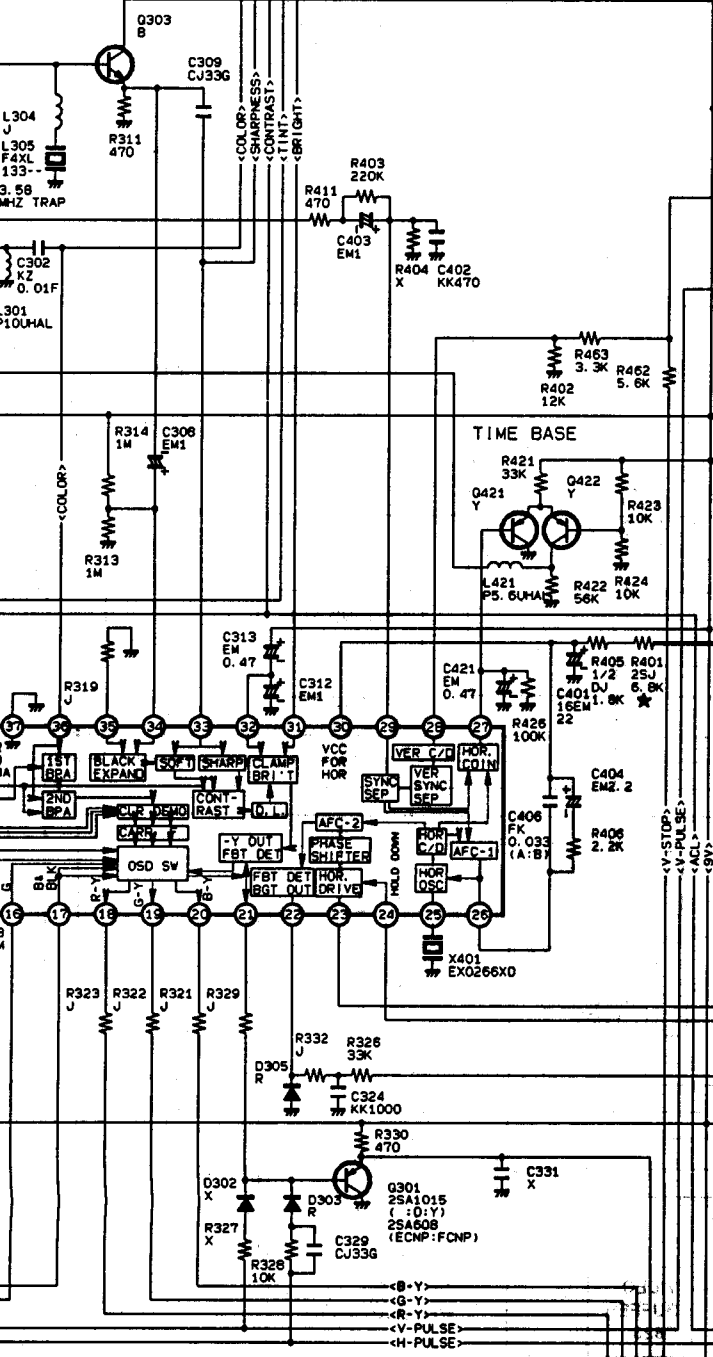 Q303
B
C309
CJ33G
<COLOR>
<SHARPNESS>
<CONTRAST>
<TINT>
<BRIGHT>
L304
J
R311
470
L305
F4XL
133--
3.58
MHZ TRAP
R403
220K
R411
470
C403
EM1
R404
X
C402
KK470
C302
KZ
0.01F
L301
P10UHAL
R463
3.3K
R462
5.6K
R402
12K
R314
1M
C308
EM1
TIME BASE
<COLOR>
R421
33K
Q421
Y
Q422
Y
R423
10K
R313
1M
L421
P5.6UHAL
R422
56K
R424
10K
C313
EM
0.47
C312
EM1
C421
EM
0.47
R426
100K
C401
16EM
22
R405
1/2
DJ
1.8K
R401
2SJ
6.8K
★
R319
J
37 36 35 34 33 32 31 30 29 28 27
1ST
BPA
2ND
BPA
BLACK
EXPAND
SOFT
SHARP
CLAMP
BRI'T
CONT-
RAST
D.L.
CLR
DEMO
CARR
VCC
FOR
HOR
VER C/D
HOR.
COIN
SYNC
SEP
VER
SYNC
SEP
AFC-2
PHASE
SHIFTER
HOR
C/D
AFC-1
HOR
OSC
-Y OUT
FBT DET
FBT DET
BGT OUT
HOR.
DRIVE
HOLD DOWN
OSD SW
G
B&
BLK
R-Y
G-Y
B-Y
C406
FK
0.033
(A:B)
C404
EM2.2
R406
2.2K
<V-STOP>
<V-PULSE>
<ACL>
<9V>
16 17 18 19 20 21 22 23 24 25 26
X401
EX0266XD
R323
J
R322
J
R321
J
R329
R332
J
R326
33K
D305
R
C324
KK1000
R330
470
D302
X
D303
R
Q301
2SA1015
( :D:Y)
2SA608
(ECNP:FCNP)
C331
X
R327
X
R328
10K
C329
CJ33G
<B-Y>
<G-Y>
<R-Y>
<V-PULSE>
<H-PULSE>